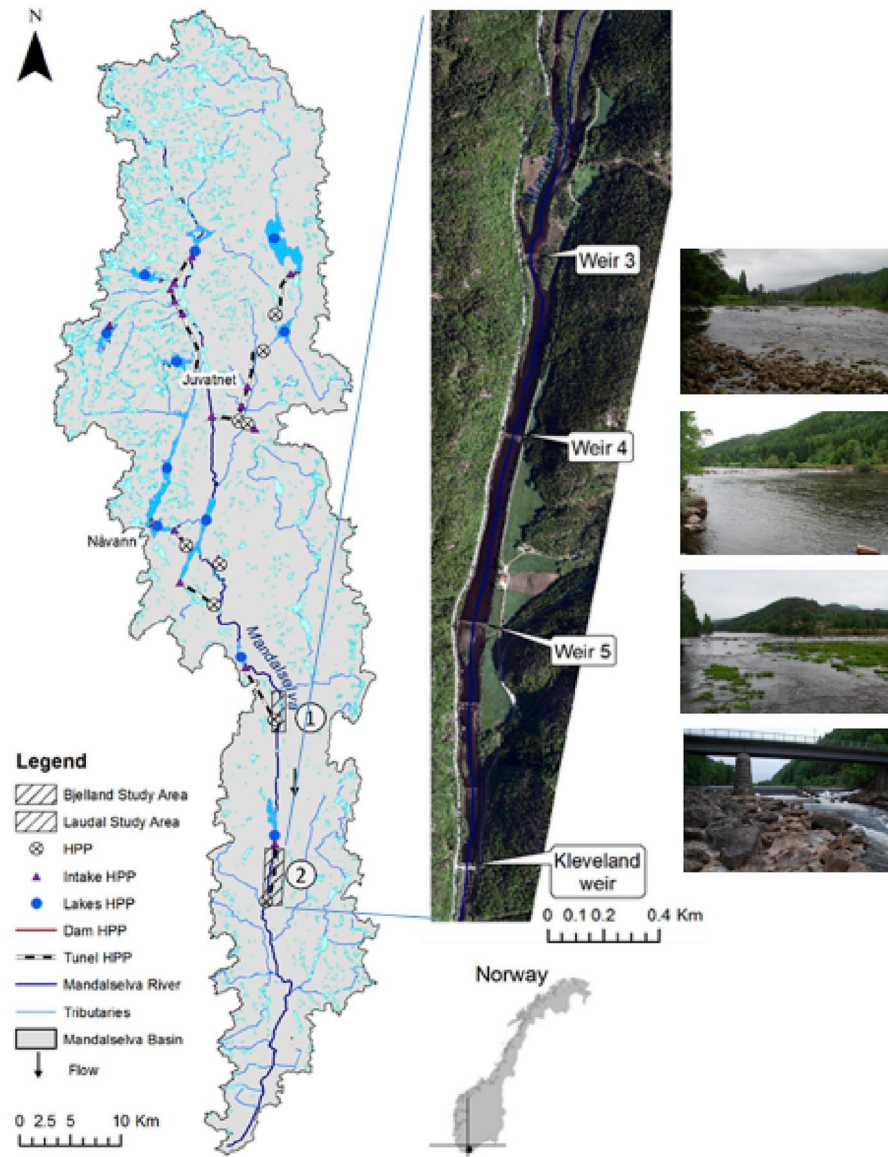 N
Juvatnet
Nåvann
Mandalselva
1
2
Legend
Bjelland Study Area
Laudal Study Area
HPP
Intake HPP
Lakes HPP
Dam HPP
Tunel HPP
Mandalselva River
Tributaries
Mandalselva Basin
Flow
0 2.5 5 10 Km
Weir 3
Weir 4
Weir 5
Kleveland
weir
0 0.1 0.2 0.4 Km
Norway